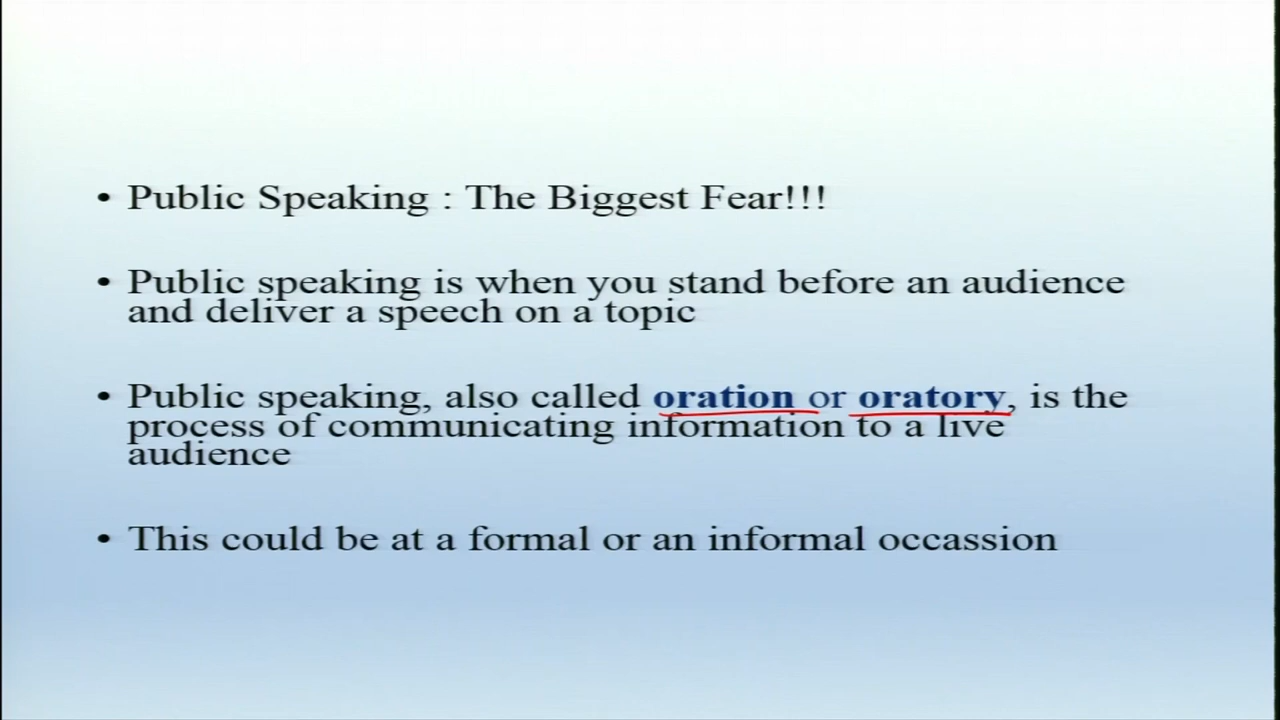 • Public Speaking : The Biggest Fear!!!
• Public speaking is when you stand before an audience
and deliver a speech on a topic
• Public speaking, also called oration or oratory, is the
process of communicating information to a live
audience
• This could be at a formal or an informal occassion